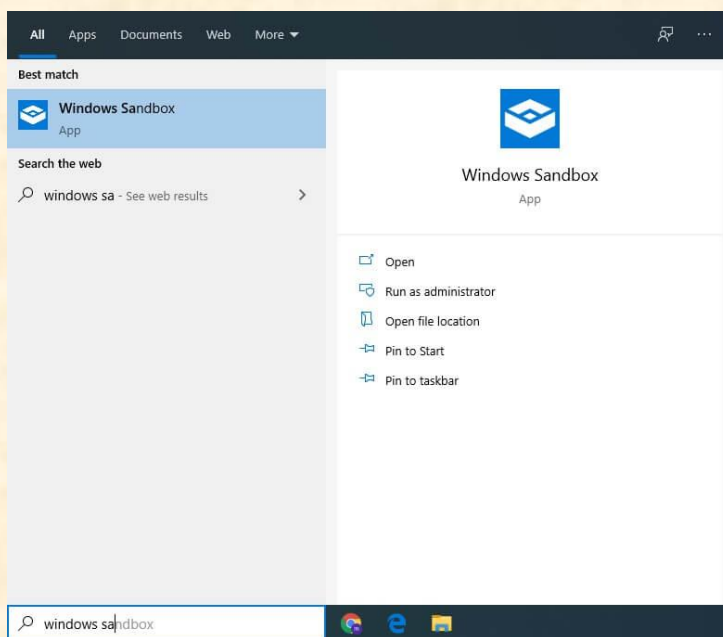 All Apps Documents Web More
Best match
Windows Sandbox
App
Search the web
windows sa - See web results
Windows Sandbox
App
Open
Run as administrator
Open file location
Pin to Start
Pin to taskbar
windows sandbox